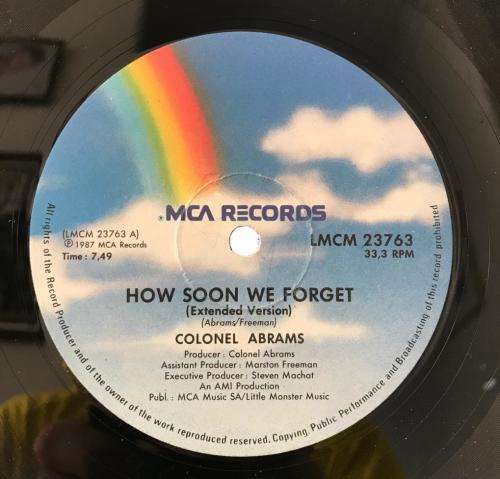 MCA RECORDS
(LMCM 23763 A)
℗ 1987 MCA Records
Time : 7,49
LMCM 23763
33,3 RPM
HOW SOON WE FORGET
(Extended Version)
(Abrams/Freeman)
COLONEL ABRAMS
Producer : Colonel Abrams
Assistant Producer : Marston Freeman
Executive Producer : Steven Machat
An AMI Production
Publ. : MCA Music SA/Little Monster Music
All rights of the Record Producer and of the owner of the work reproduced reserved. Copying, Public Performance and Broadcasting of this record prohibited